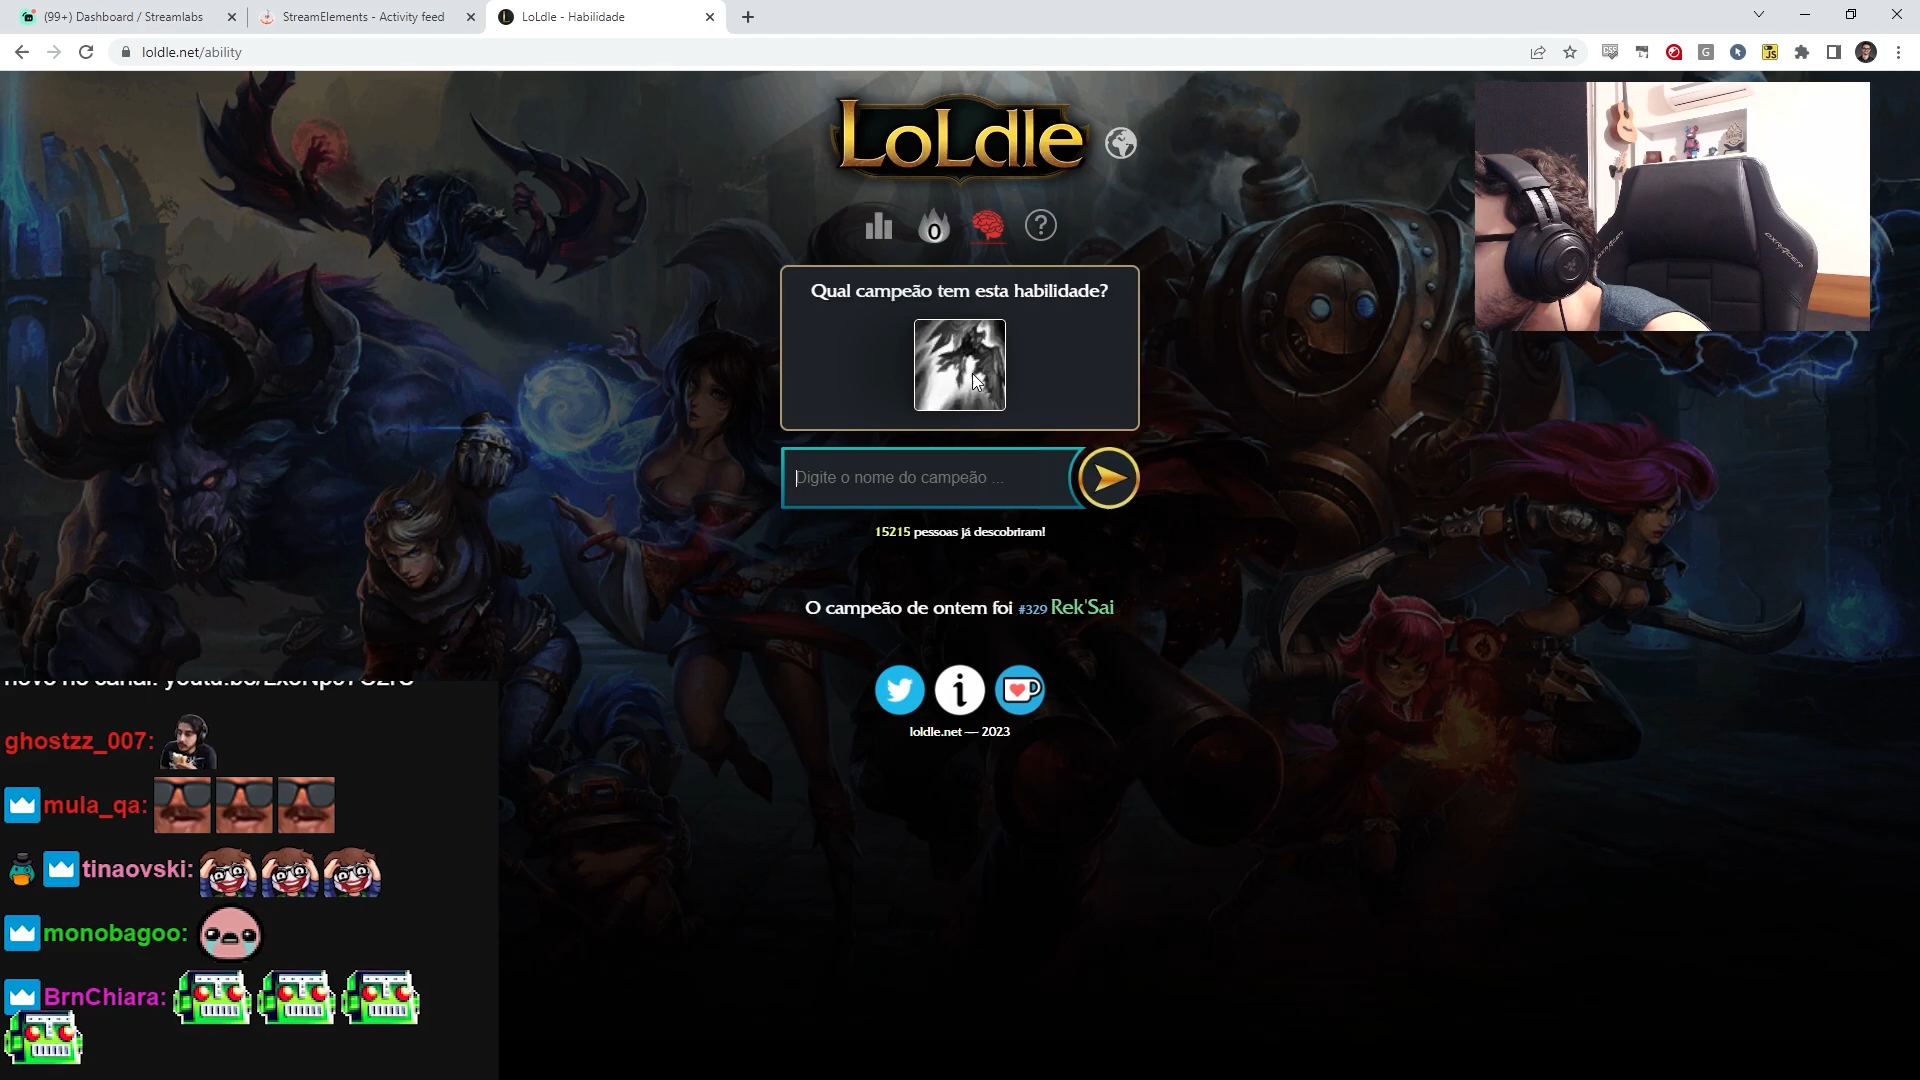 (99+) Dashboard / Streamlabs
StreamElements - Activity feed
LoLdle - Habilidade
loldle.net/ability
LoLdle
0
?
Qual campeão tem esta habilidade?
Digite o nome do campeão ...
15215 pessoas já descobriram!
O campeão de ontem foi #329 Rek'Sai
loldle.net — 2023
ghostzz_007:
mula_qa:
tinaovski:
monobagoo:
BrnChiara: